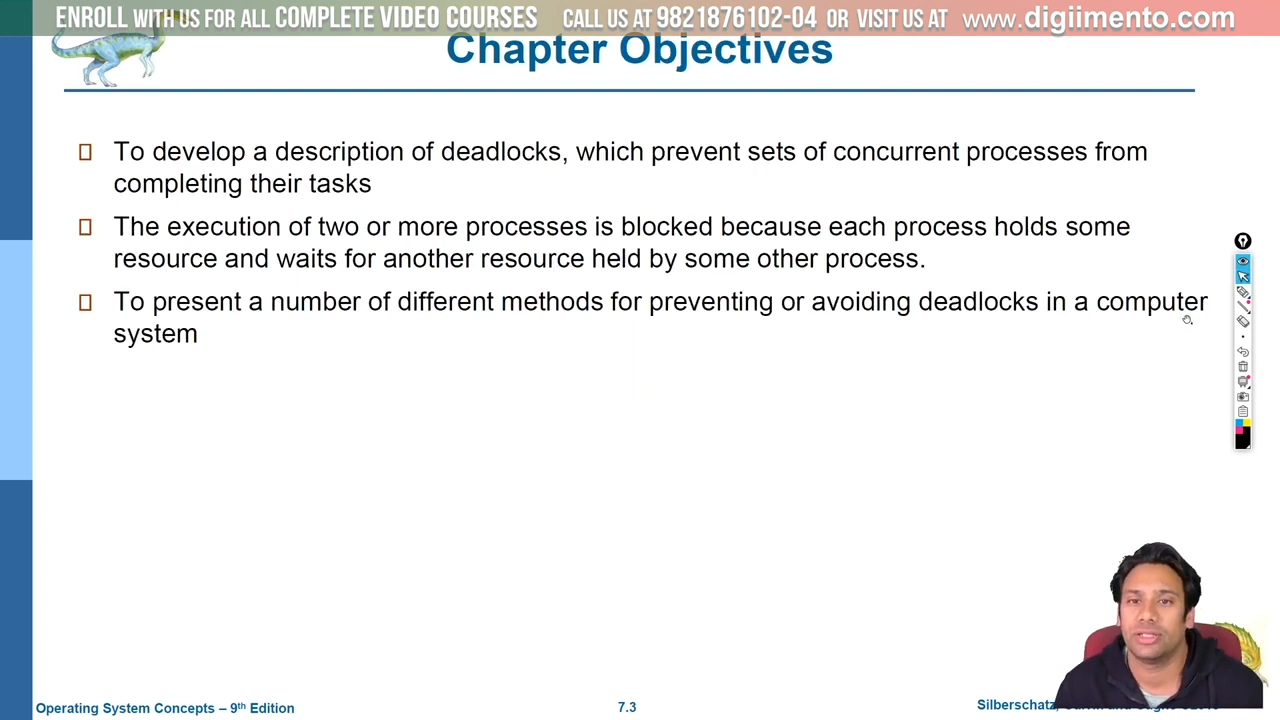 ENROLL WITH US FOR ALL COMPLETE VIDEO COURSES CALL US AT 9821876102-04 OR VISIT US AT www.digiimento.com
Chapter Objectives
To develop a description of deadlocks, which prevent sets of concurrent processes from
completing their tasks
The execution of two or more processes is blocked because each process holds some
resource and waits for another resource held by some other process.
To present a number of different methods for preventing or avoiding deadlocks in a computer
system
Operating System Concepts – 9th Edition
7.3
Silberschatz,